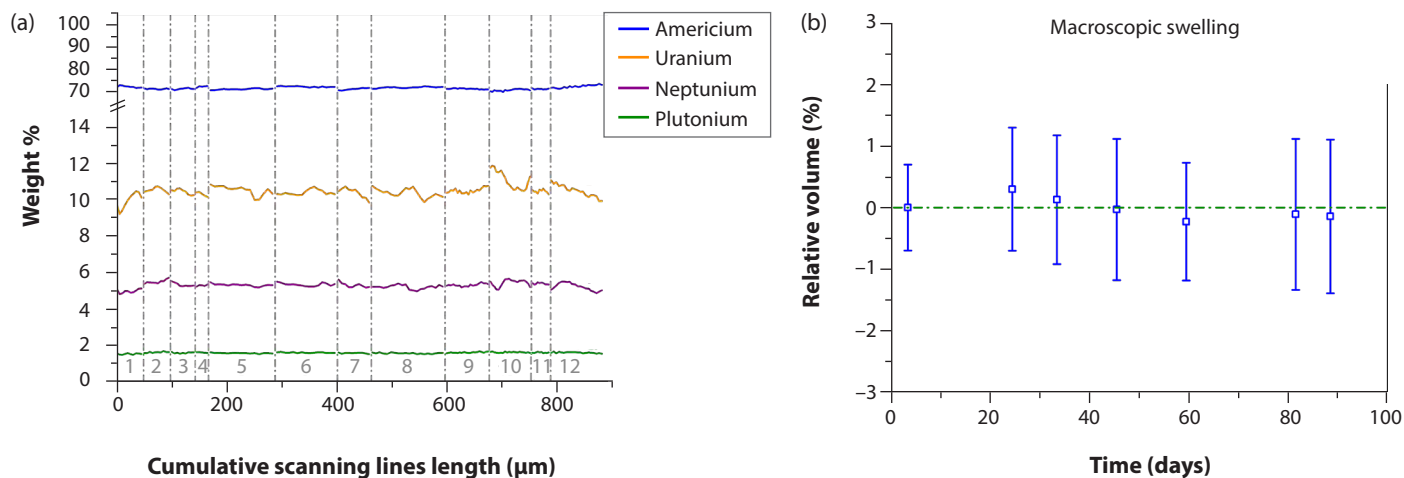 (a)
100
90
80
70
60
14
12
10
8
6
4
2
0
Weight %
1 2 3 4 5 6 7 8 9 10 11 12
0 200 400 600 800
Cumulative scanning lines length (μm)
Americium
Uranium
Neptunium
Plutonium
(b)
Macroscopic swelling
3
2
1
0
–1
–2
–3
Relative volume (%)
0 20 40 60 80 100
Time (days)